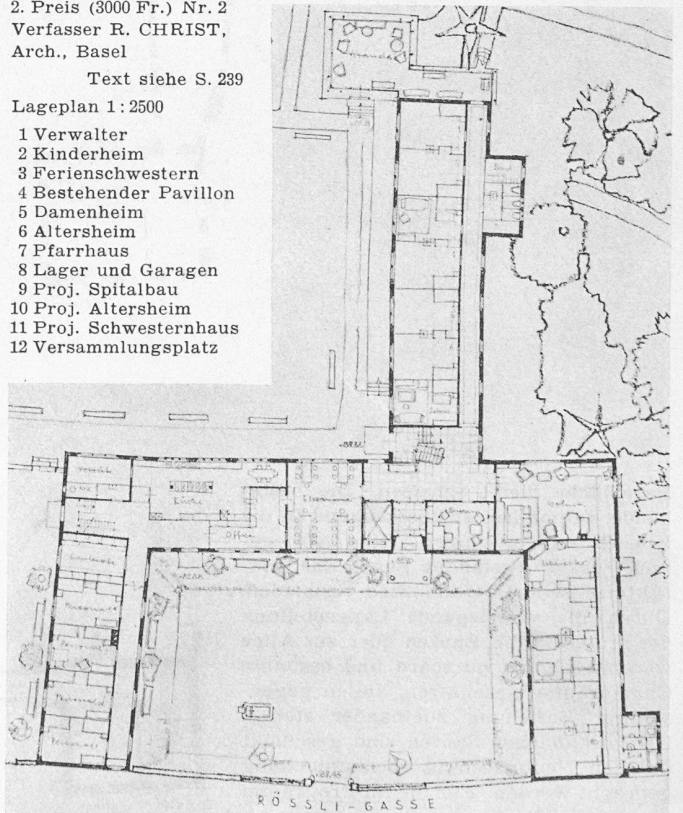 2. Preis (3000 Fr.) Nr. 2
Verfasser R. CHRIST,
Arch., Basel
Text siehe S. 239
Lageplan 1 : 2500
1 Verwalter
2 Kinderheim
3 Ferienschwestern
4 Bestehender Pavillon
5 Damenheim
6 Altersheim
7 Pfarrhaus
8 Lager und Garagen
9 Proj. Spitalbau
10 Proj. Altersheim
11 Proj. Schwesternhaus
12 Versammlungsplatz
Küche
Office
RÖSSLI-GASSE